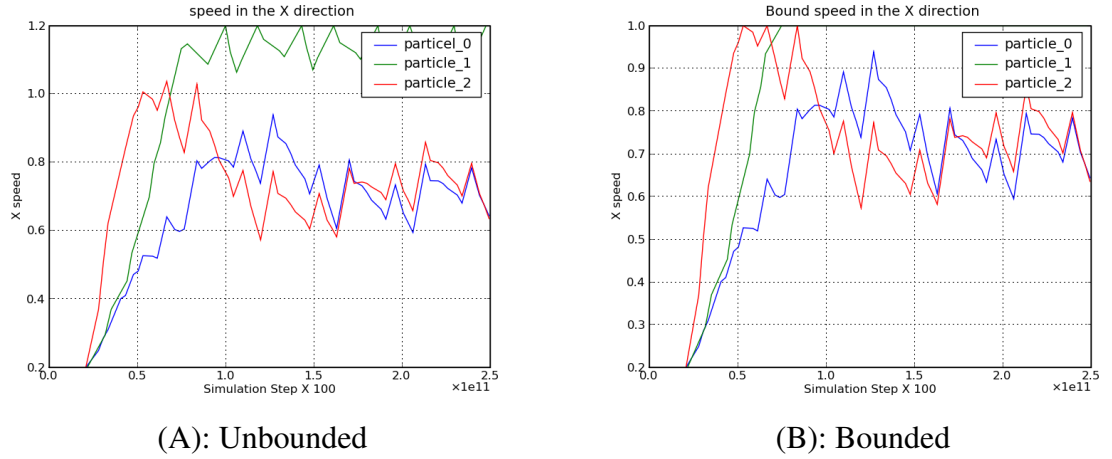 speed in the X direction
X speed
1.2
1.0
0.8
0.6
0.4
0.2
particel_0
particle_1
particle_2
0.0
0.5
1.0
1.5
2.0
2.5
Simulation Step X 100
×1e11
(A): Unbounded
Bound speed in the X direction
X speed
1.0
0.9
0.8
0.7
0.6
0.5
0.4
0.3
0.2
particle_0
particle_1
particle_2
0.0
0.5
1.0
1.5
2.0
2.5
Simulation Step X 100
×1e11
(B): Bounded